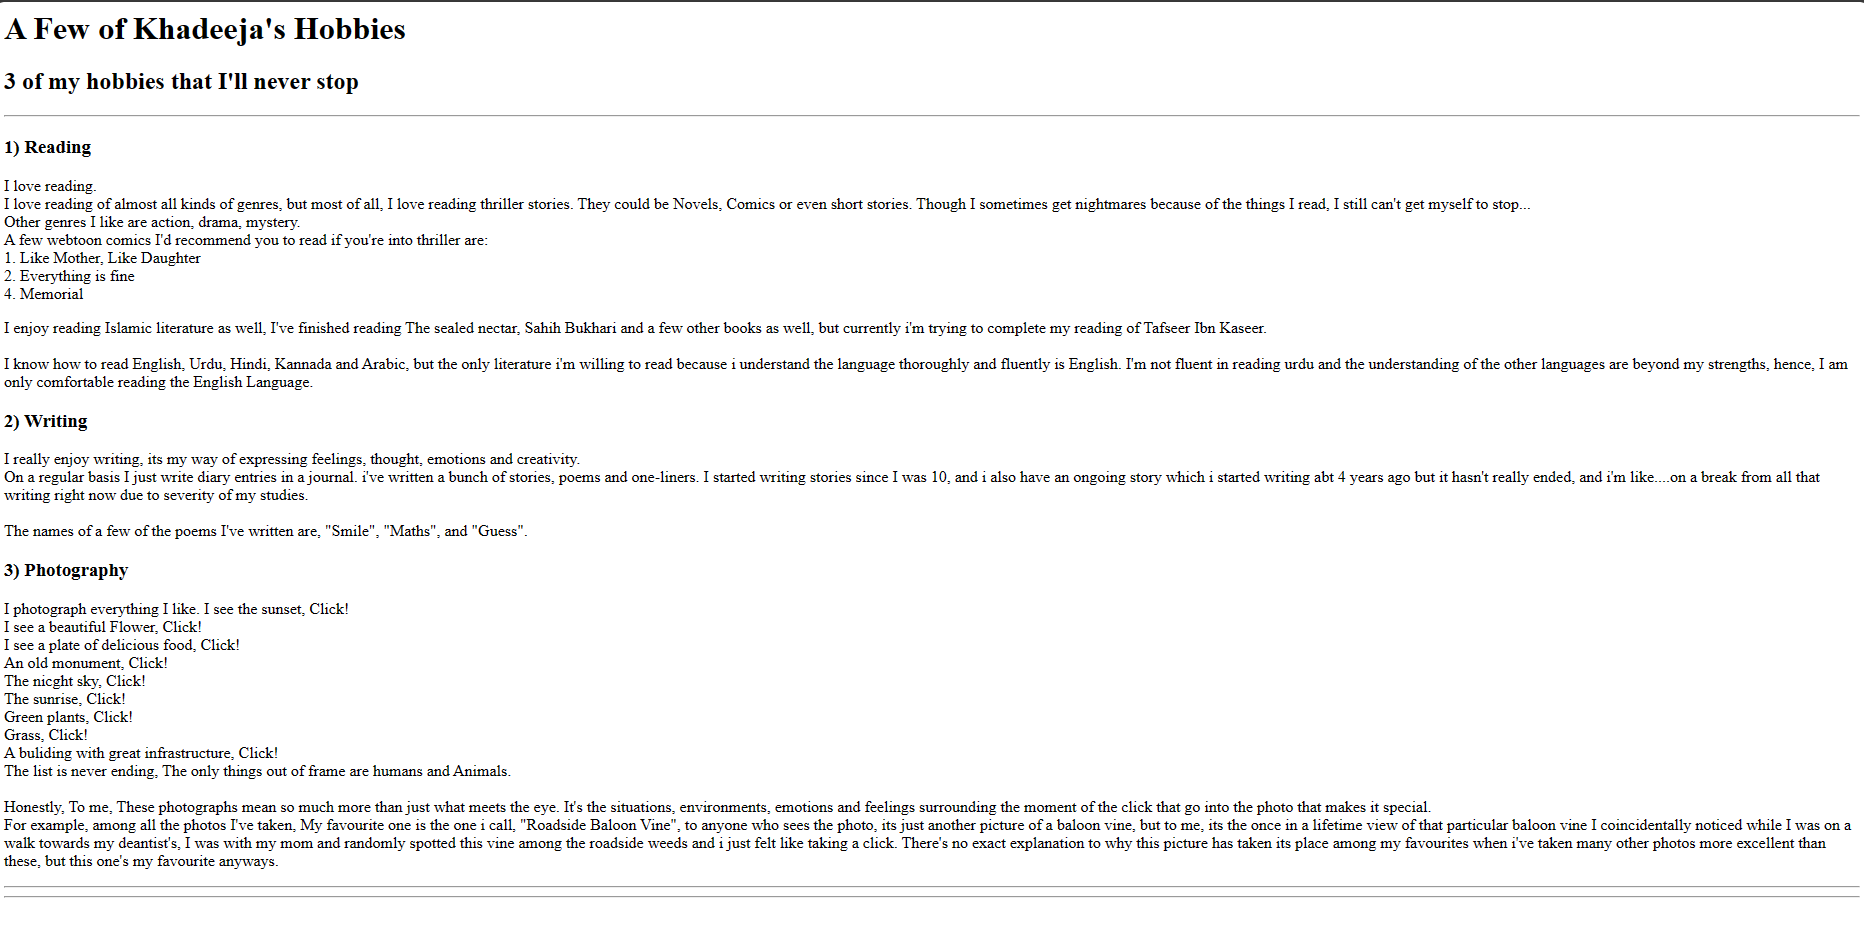 A Few of Khadeeja's Hobbies
3 of my hobbies that I'll never stop
1) Reading
I love reading.
I love reading of almost all kinds of genres, but most of all, I love reading thriller stories. They could be Novels, Comics or even short stories. Though I sometimes get nightmares because of the things I read, I still can't get myself to stop...
Other genres I like are action, drama, mystery.
A few webtoon comics I'd recommend you to read if you're into thriller are:
1. Like Mother, Like Daughter
2. Everything is fine
4. Memorial
I enjoy reading Islamic literature as well, I've finished reading The sealed nectar, Sahih Bukhari and a few other books as well, but currently i'm trying to complete my reading of Tafseer Ibn Kaseer.
I know how to read English, Urdu, Hindi, Kannada and Arabic, but the only literature i'm willing to read because i understand the language thoroughly and fluently is English. I'm not fluent in reading urdu and the understanding of the other languages are beyond my strengths, hence, I am
only comfortable reading the English Language.
2) Writing
I really enjoy writing, its my way of expressing feelings, thought, emotions and creativity.
On a regular basis I just write diary entries in a journal. i've written a bunch of stories, poems and one-liners. I started writing stories since I was 10, and i also have an ongoing story which i started writing abt 4 years ago but it hasn't really ended, and i'm like....on a break from all that
writing right now due to severity of my studies.
The names of a few of the poems I've written are, "Smile", "Maths", and "Guess".
3) Photography
I photograph everything I like. I see the sunset, Click!
I see a beautiful Flower, Click!
I see a plate of delicious food, Click!
An old monument, Click!
The nicght sky, Click!
The sunrise, Click!
Green plants, Click!
Grass, Click!
A buliding with great infrastructure, Click!
The list is never ending, The only things out of frame are humans and Animals.
Honestly, To me, These photographs mean so much more than just what meets the eye. It's the situations, environments, emotions and feelings surrounding the moment of the click that go into the photo that makes it special.
For example, among all the photos I've taken, My favourite one is the one i call, "Roadside Baloon Vine", to anyone who sees the photo, its just another picture of a baloon vine, but to me, its the once in a lifetime view of that particular baloon vine I coincidentally noticed while I was on a
walk towards my deantist's, I was with my mom and randomly spotted this vine among the roadside weeds and i just felt like taking a click. There's no exact explanation to why this picture has taken its place among my favourites when i've taken many other photos more excellent than
these, but this one's my favourite anyways.